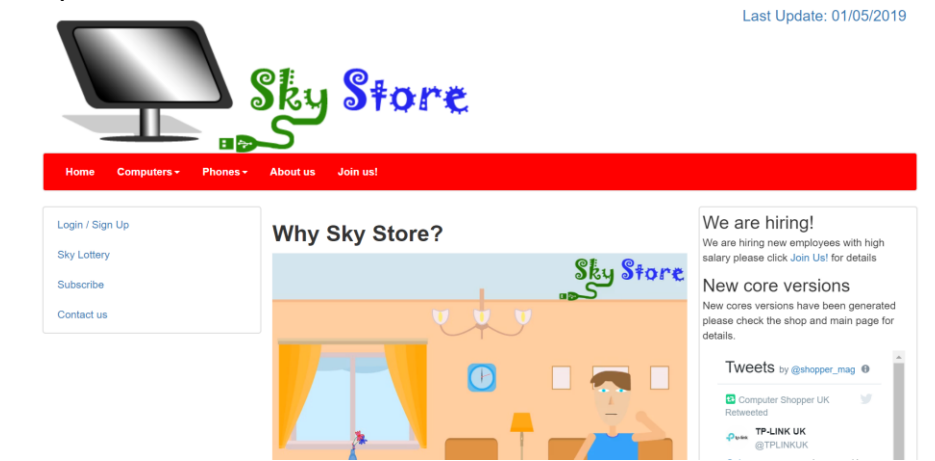 Last Update: 01/05/2019
Sky Store
Home Computers Phones About us Join us!
Login / Sign Up
Sky Lottery
Subscribe
Contact us
Why Sky Store?
Sky Store
We are hiring!
We are hiring new employees with high
salary please click Join Us! for details
New core versions
New cores versions have been generated
please check the shop and main page for
details.
Tweets by @shopper_mag
Computer Shopper UK
Retweeted
TP-LINK UK
@TPLINKUK